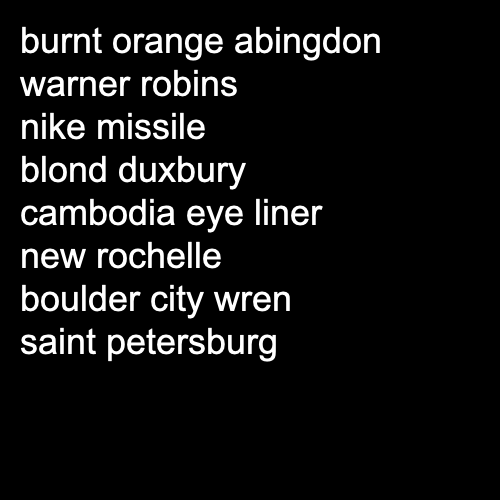 burnt orange abingdon
warner robins
nike missile
blond duxbury
cambodia eye liner
new rochelle
boulder city wren
saint petersburg